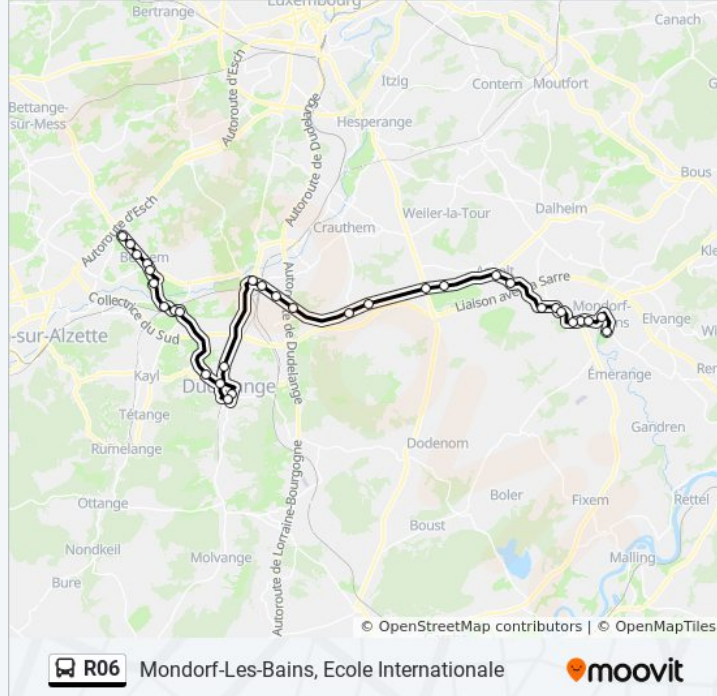 Luxembourg
Canach
Bertrange
Itzig
Contern
Moutfort
Autoroute d'Esch
Bettange-
sur-Mess
Hesperange
Autoroute de Dudelange
Bous
Weiler-la-Tour
Dalheim
Crauthem
Autoroute d'Esch
Liaison avec la Sarre
Collectrice du Sud
Mondorf-
Elvange
-sur-Alzette
Autoroute de Dudelange
Kayl
Émerange
Tétange
Gandren
Rumelange
Dodenom
Boler
Fixem
Rettel
Ottange
Boust
Autoroute de Lorraine-Bourgogne
Nondkeil
Molvange
Malling
Bure
© OpenStreetMap contributors | © OpenMapTiles
R06
Mondorf-Les-Bains, Ecole Internationale
moovit